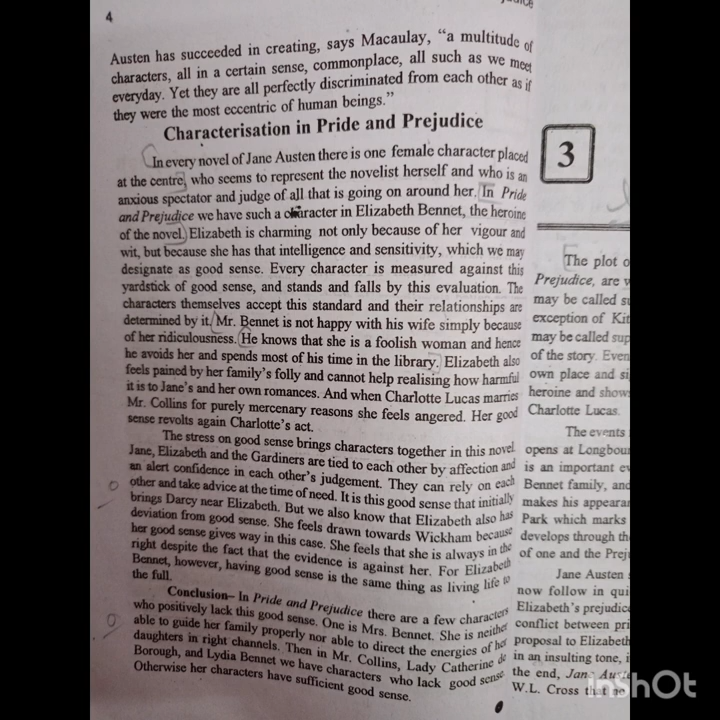 4
Austen has succeeded in creating, says Macaulay, "a multitude of
characters, all in a certain sense, commonplace, all such as we meet
everyday. Yet they are all perfectly discriminated from each other as if
they were the most eccentric of human beings."
Characterisation in Pride and Prejudice
In every novel of Jane Austen there is one female character placed
at the centre, who seems to represent the novelist herself and who is an
anxious spectator and judge of all that is going on around her. In Pride
and Prejudice we have such a character in Elizabeth Bennet, the heroine
of the novel. Elizabeth is charming not only because of her vigour and
wit, but because she has that intelligence and sensitivity, which we may
designate as good sense. Every character is measured against this
yardstick of good sense, and stands and falls by this evaluation. The
characters themselves accept this standard and their relationships are
determined by it. Mr. Bennet is not happy with his wife simply because
of her ridiculousness. He knows that she is a foolish woman and hence
he avoids her and spends most of his time in the library. Elizabeth also
feels pained by her family's folly and cannot help realising how harmful
it is to Jane's and her own romances. And when Charlotte Lucas marries
Mr. Collins for purely mercenary reasons she feels angered. Her good
sense revolts again Charlotte's act.
The stress on good sense brings characters together in this novel
Jane, Elizabeth and the Gardiners are tied to each other by affection and
an alert confidence in each other's judgement. They can rely on each
other and take advice at the time of need. It is this good sense that initially
brings Darcy near Elizabeth. But we also know that Elizabeth also has
deviation from good sense. She feels drawn towards Wickham because
her good sense gives way in this case. She feels that she is always in the
right despite the fact that the evidence is against her. For Elizabeth
Bennet, however, having good sense is the same thing as living life to
the full.
Conclusion- In Pride and Prejudice there are a few characters
who positively lack this good sense. One is Mrs. Bennet. She is neither
able to guide her family properly nor able to direct the energies of her
daughters in right channels. Then in Mr. Collins, Lady Catherine de
Borough, and Lydia Bennet we have characters who lack good sense
Otherwise her characters have sufficient good sense.
3
The plot o
Prejudice, are
may be called
exception of Kit
may be called sup
of the story. Even
own place and
heroine and show
Charlotte Lucas.
The events
opens at Longbou
is an important
Bennet family, and
makes his appeara
Park which marks
develops through th
of one and the Prej
Jane Austen
now follow in qui
Elizabeth's prejudice
conflict between pri
proposal to Elizabeth
in an insulting tone, i
the end, Jane Auste
W.L. Cross that
InShOt